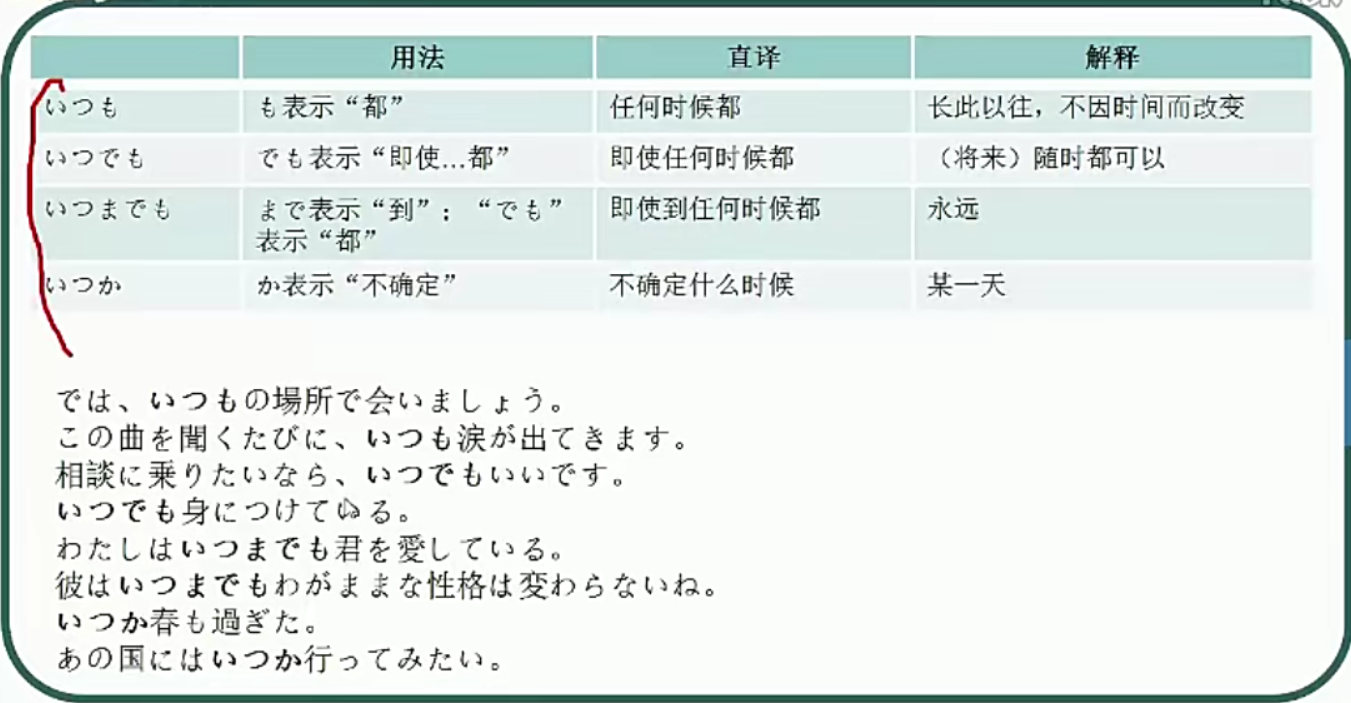 用法 直译 解释
いつも も表示“都” 任何时候都 长此以往，不因时间而改变
いつでも でも表示“即使…都” 即使任何时候都 （将来）随时都可以
いつまでも まで表示“到”；“でも” 即使到任何时候都 永远
表示“都”
いつか か表示“不确定” 不确定什么时候 某一天
では、いつもの場所で会いましょう。
この曲を聞くたびに、いつも涙が出てきます。
相談に乗りたいなら、いつでもいいです。
いつでも身につけている。
わたしはいつまでも君を愛している。
彼はいつまでもわがままな性格は変わらないね。
いつか春も過ぎた。
あの国にはいつか行ってみたい。